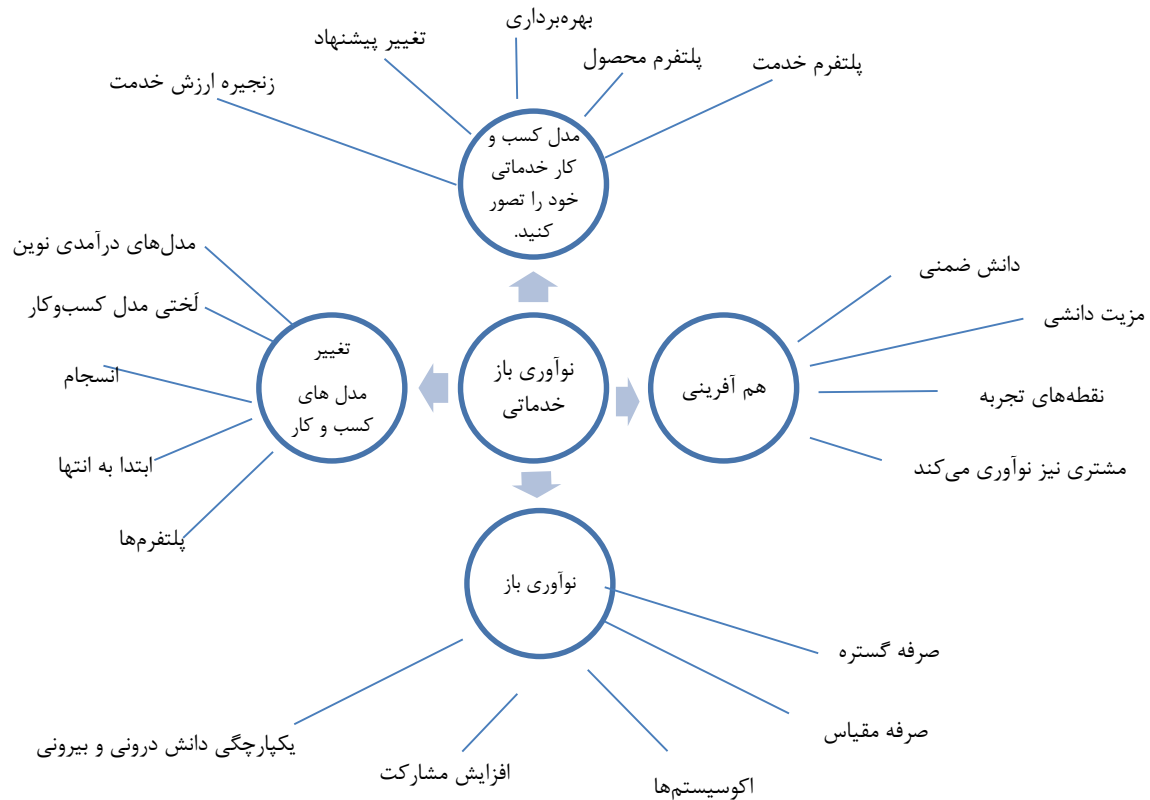 بهره‌برداری
تغییر پیشنهاد
پلتفرم محصول
پلتفرم خدمت
زنجیره ارزش خدمت
مدل کسب و
کار خدماتی
خود را تصور
کنید.
مدل‌های درآمدی نوین
لَختی مدل کسب‌وکار
انسجام
ابتدا به انتها
پلتفرم‌ها
تغییر
مدل های
کسب و کار
نوآوری باز
خدماتی
هم آفرینی
دانش ضمنی
مزیت دانشی
نقطه‌های تجربه
مشتری نیز نوآوری می‌کند
نوآوری باز
صرفه گستره
صرفه مقیاس
اکوسیستم‌ها
افزایش مشارکت
یکپارچگی دانش درونی و بیرونی